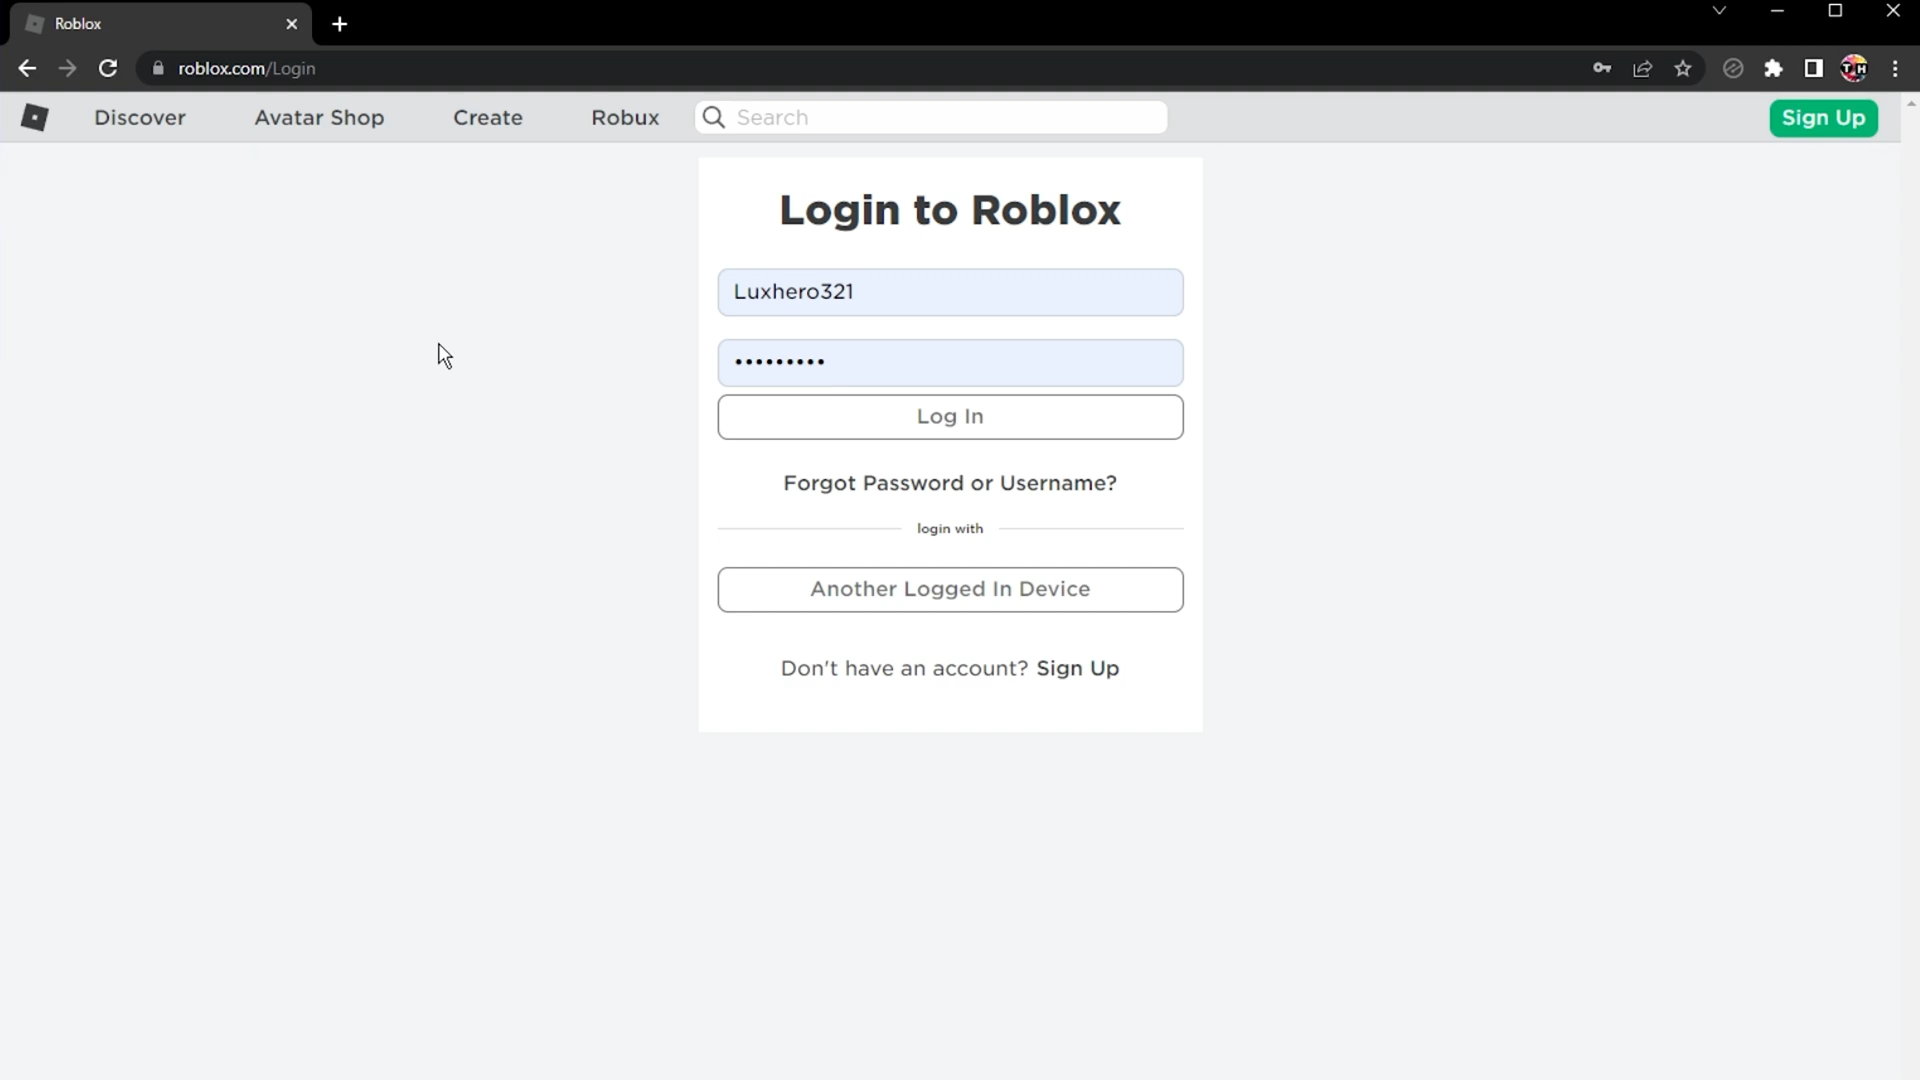 Roblox
roblox.com/Login
Discover Avatar Shop Create Robux Search Sign Up
Login to Roblox
Luxhero321
•••••••••
Log In
Forgot Password or Username?
login with
Another Logged In Device
Don't have an account? Sign Up